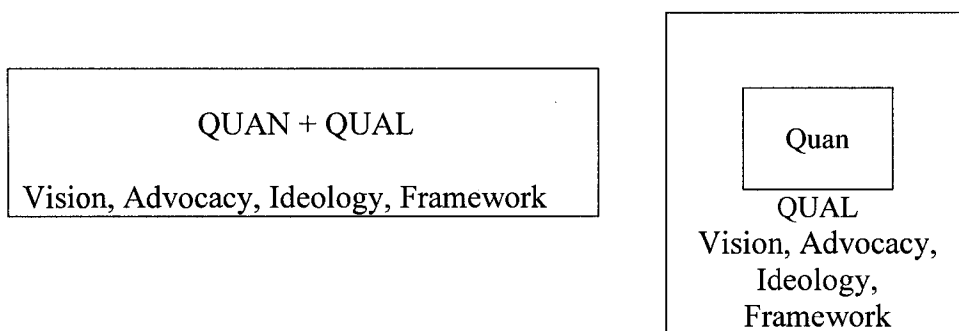 QUAN + QUAL
Vision, Advocacy, Ideology, Framework
Quan
QUAL
Vision, Advocacy,
Ideology,
Framework